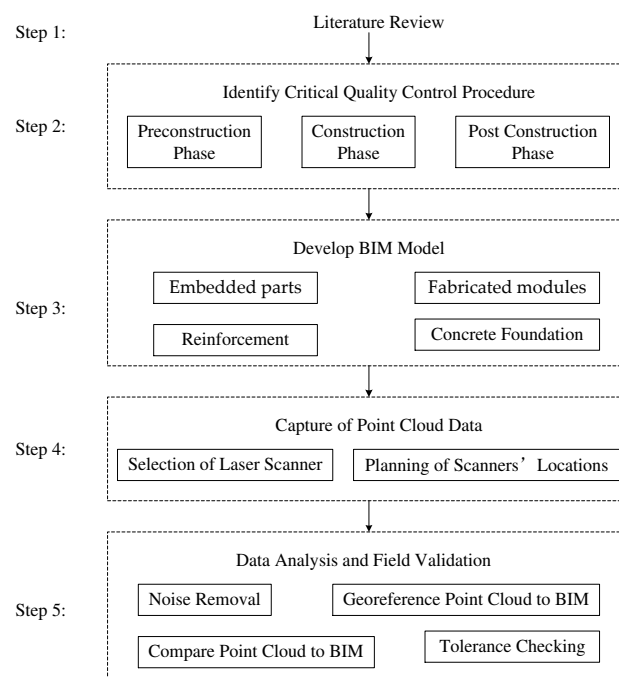 Step 1:
Literature Review
Step 2:
Identify Critical Quality Control Procedure
Preconstruction
Phase
Construction
Phase
Post Construction
Phase
Step 3:
Develop BIM Model
Embedded parts
Fabricated modules
Reinforcement
Concrete Foundation
Step 4:
Capture of Point Cloud Data
Selection of Laser Scanner
Planning of Scanners’ Locations
Step 5:
Data Analysis and Field Validation
Noise Removal
Georeference Point Cloud to BIM
Compare Point Cloud to BIM
Tolerance Checking